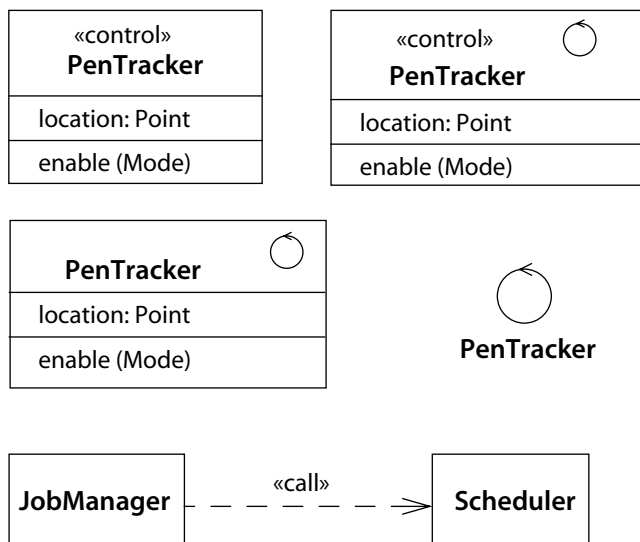 «control»
PenTracker
location: Point
enable (Mode)
«control»
PenTracker
location: Point
enable (Mode)
PenTracker
location: Point
enable (Mode)
PenTracker
JobManager
«call»
Scheduler